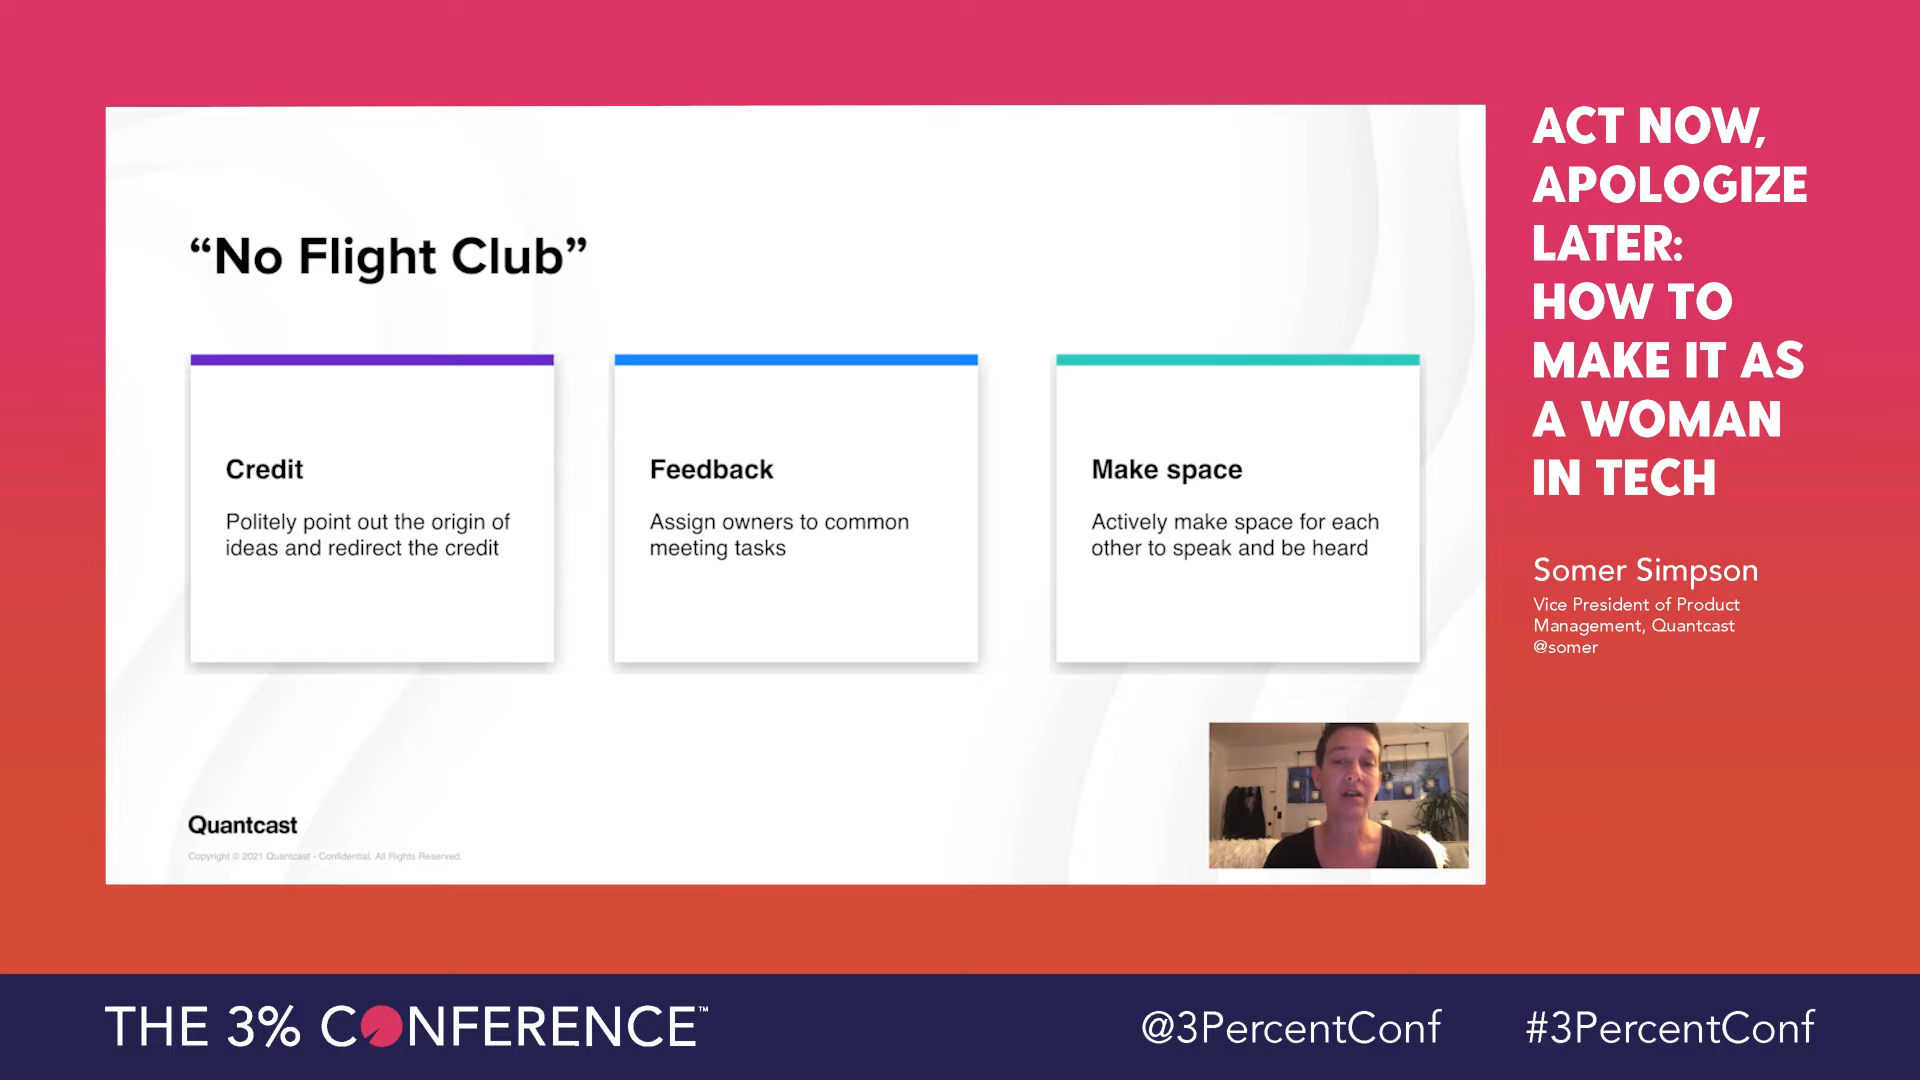 “No Flight Club”
Credit
Politely point out the origin of
ideas and redirect the credit
Feedback
Assign owners to common
meeting tasks
Make space
Actively make space for each
other to speak and be heard
Quantcast
Copyright © 2021 Quantcast - Confidential. All Rights Reserved.
ACT NOW,
APOLOGIZE
LATER:
HOW TO
MAKE IT AS
A WOMAN
IN TECH
Somer Simpson
Vice President of Product
Management, Quantcast
@somer
THE 3% CONFERENCE™
@3PercentConf
#3PercentConf